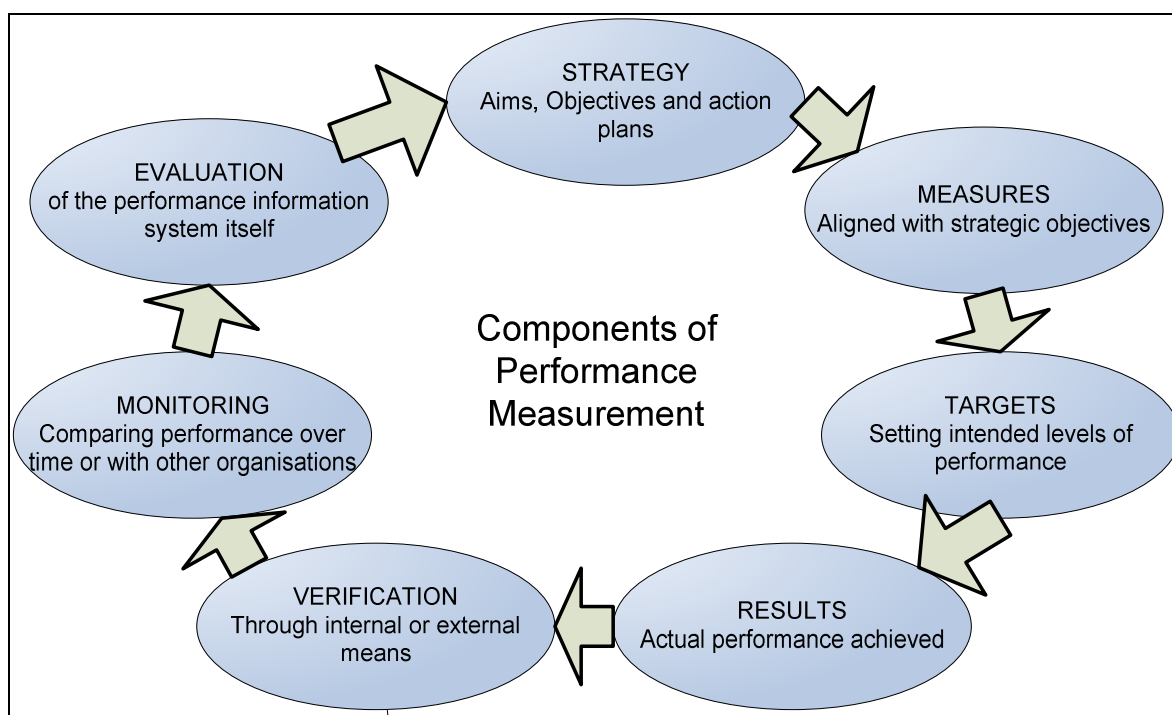 STRATEGY
Aims, Objectives and action
plans
MEASURES
Aligned with strategic objectives
TARGETS
Setting intended levels of
performance
RESULTS
Actual performance achieved
VERIFICATION
Through internal or external
means
MONITORING
Comparing performance over
time or with other organisations
EVALUATION
of the performance information
system itself
Components of
Performance
Measurement